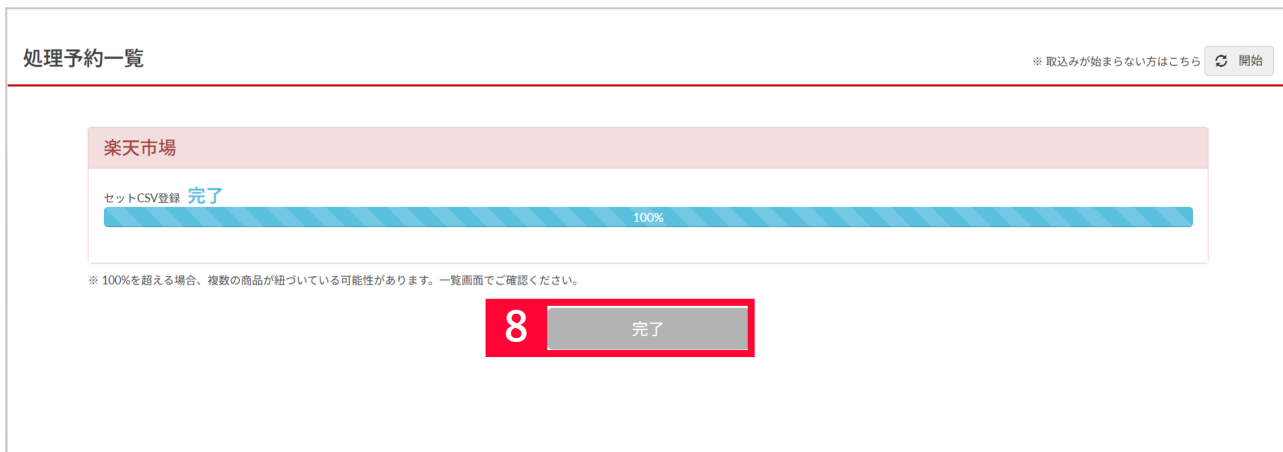 処理予約一覧
※ 取込みが始まらない方はこちら 開始
楽天市場
セットCSV登録 完了
100%
※ 100%を超える場合、複数の商品が紐づいている可能性があります。一覧画面でご確認ください。
8 完了